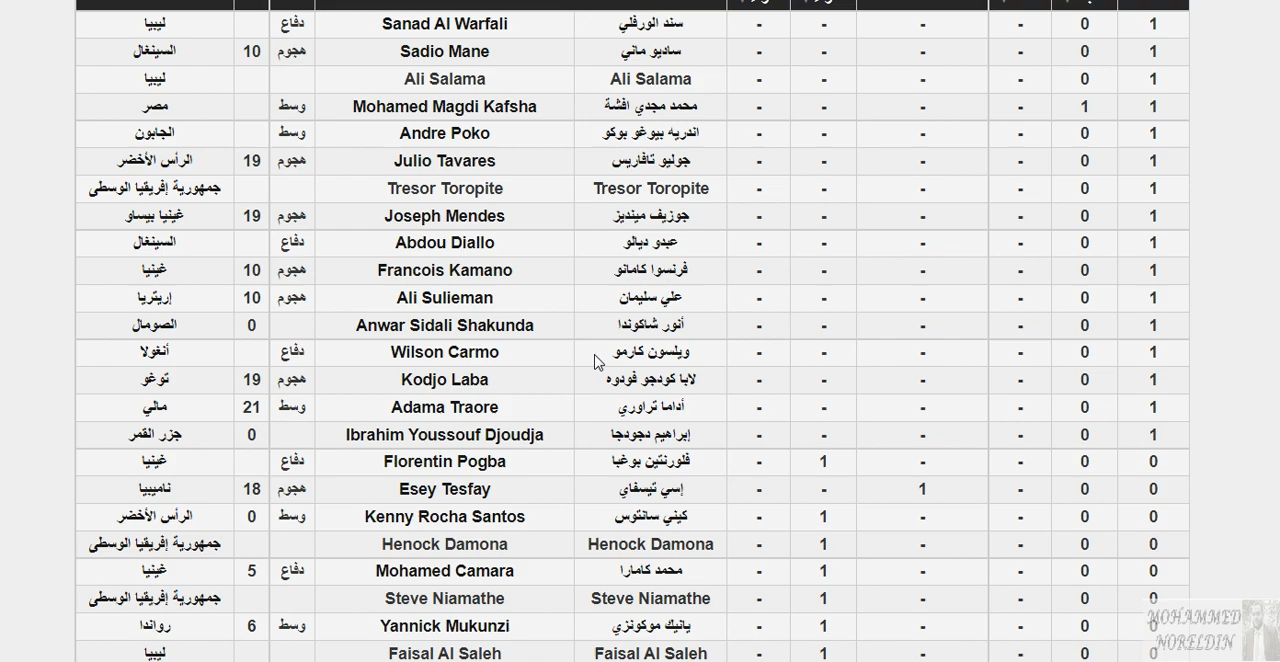 ليبيا دفاع Sanad Al Warfali سند الورفلي - - - - 0 1
السينغال 10 هجوم Sadio Mane ساديو ماني - - - - 0 1
ليبيا Ali Salama Ali Salama - - - - 0 1
مصر وسط Mohamed Magdi Kafsha محمد مجدي افشة - - - - 1 1
الجابون وسط Andre Poko اندريه بيوغو بوكو - - - - 0 1
الرأس الأخضر 19 هجوم Julio Tavares جوليو تافاريس - - - - 0 1
جمهورية إفريقيا الوسطى Tresor Toropite Tresor Toropite - - - - 0 1
غينيا بيساو 19 هجوم Joseph Mendes جوزيف مينديز - - - - 0 1
السينغال دفاع Abdou Diallo عبدو ديالو - - - - 0 1
غينيا 10 هجوم Francois Kamano فرنسوا كامانو - - - - 0 1
إريتريا 10 هجوم Ali Sulieman علي سليمان - - - - 0 1
الصومال 0 Anwar Sidali Shakunda أنور شاكوندا - - - - 0 1
أنغولا دفاع Wilson Carmo ويلسون كارمو - - - - 0 1
توغو 19 هجوم Kodjo Laba لابا كودجو فودوه - - - - 0 1
مالي 21 وسط Adama Traore أداما تراوري - - - - 0 1
جزر القمر 0 Ibrahim Youssouf Djoudja إبراهيم دجودجا - - - - 0 1
غينيا دفاع Florentin Pogba فلورنتين بوغبا - 1 - - 0 0
ناميبيا 18 هجوم Esey Tesfay إسي تيسفاي - - 1 - 0 0
الرأس الأخضر 0 وسط Kenny Rocha Santos كيني سانتوس - 1 - - 0 0
جمهورية إفريقيا الوسطى Henock Damona Henock Damona - 1 - - 0 0
غينيا 5 دفاع Mohamed Camara محمد كامارا - 1 - - 0 0
جمهورية إفريقيا الوسطى Steve Niamathe Steve Niamathe - 1 - - 0 0
رواندا 6 وسط Yannick Mukunzi يانيك موكونزي - 1 - - 0 0
ليبيا Faisal Al Saleh Faisal Al Saleh - 1 - - 0 0
MOHAMMED
NORELDIN